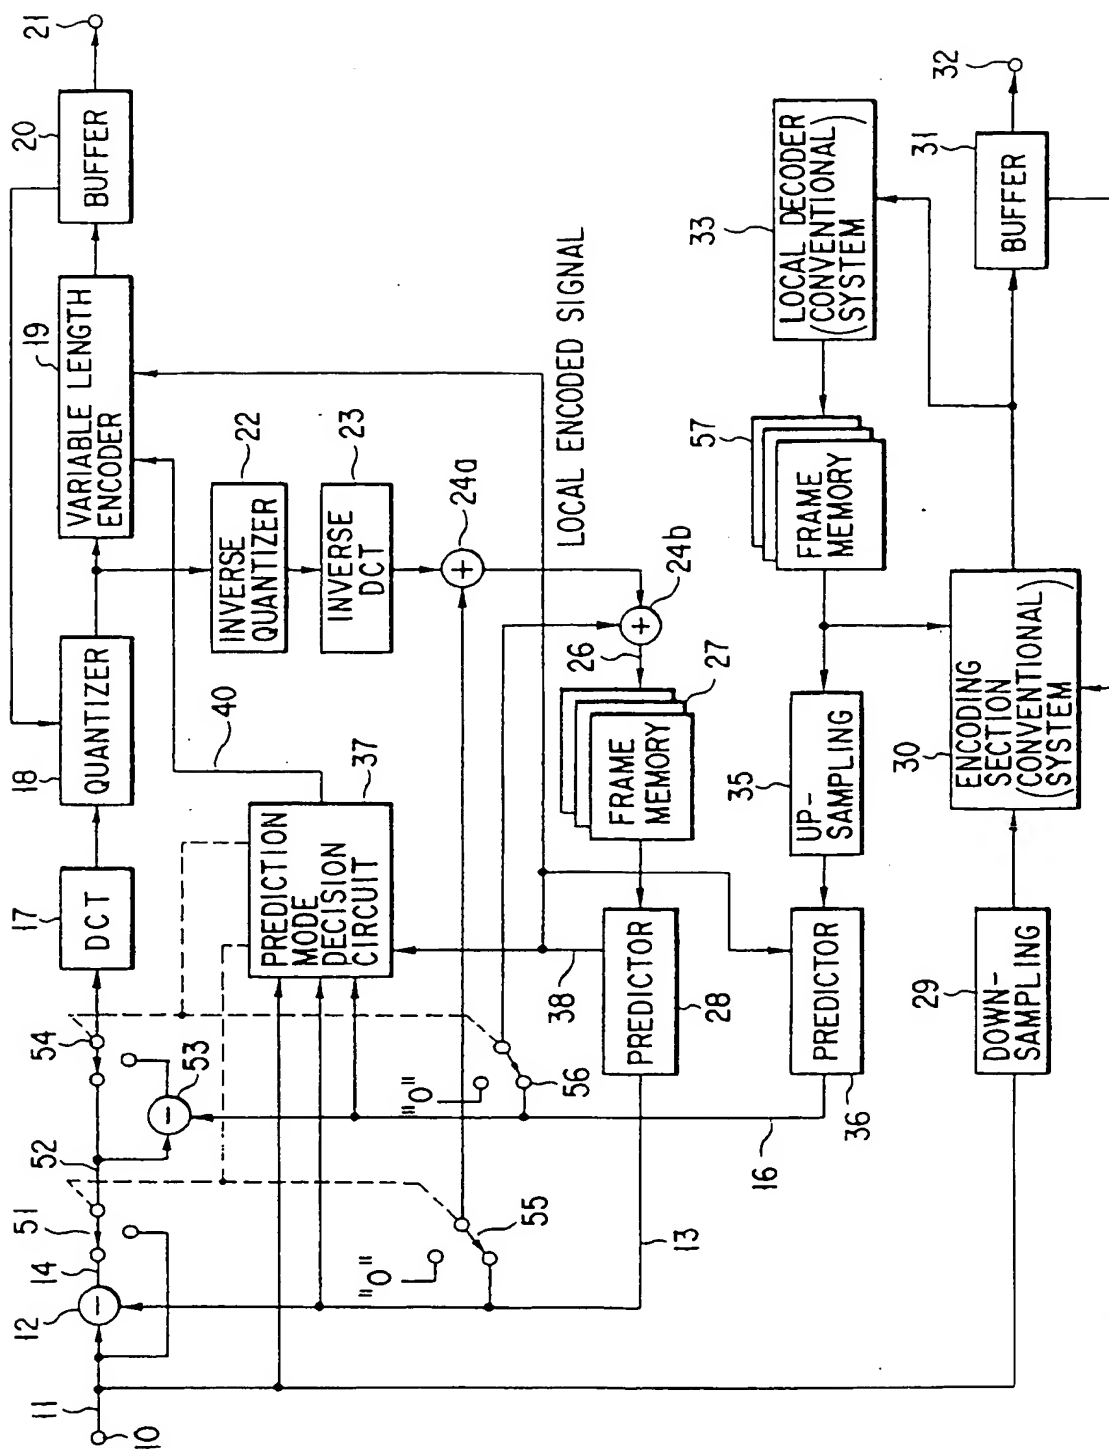 10
11
12
14
51
52
53
54
17
DCT
18
QUANTIZER
19
VARIABLE LENGTH
ENCODER
20
BUFFER
21
40
37
PREDICTION
MODE
DECISION
CIRCUIT
22
INVERSE
QUANTIZER
23
INVERSE
DCT
24a
+
"0"
55
"0"
56
13
16
38
PREDICTOR
28
26
FRAME
MEMORY
27
24b
+
LOCAL ENCODED SIGNAL
PREDICTOR
36
35
UP-
SAMPLING
57
FRAME
MEMORY
33
LOCAL DECODER
(CONVENTIONAL
SYSTEM)
29
DOWN-
SAMPLING
30
ENCODING
SECTION
(CONVENTIONAL
SYSTEM)
31
BUFFER
32